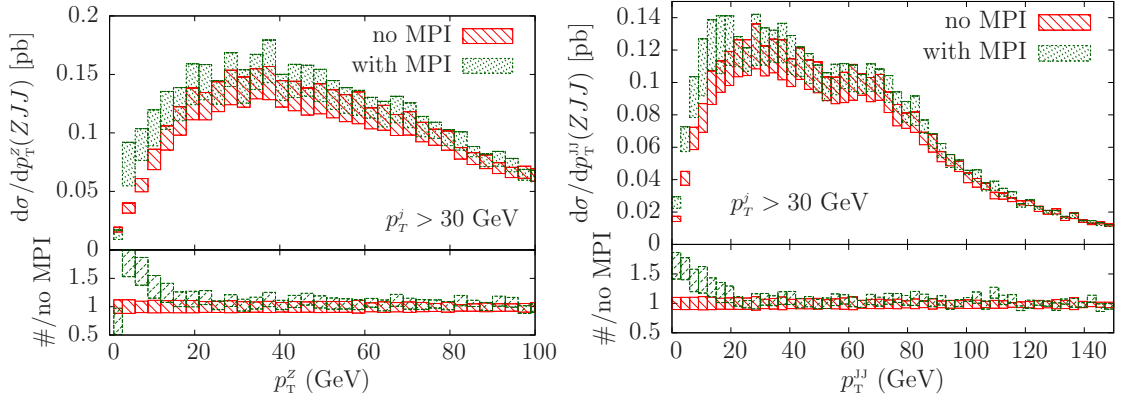 dσ/dp_T^Z(ZJJ) [pb]
0.2
0.15
0.1
0.05
0
no MPI
with MPI
p_T^j > 30 GeV
#/no MPI
1.5
1
0.5
0 20 40 60 80 100
p_T^Z (GeV)
dσ/dp_T^JJ(ZJJ) [pb]
0.14
0.12
0.1
0.08
0.06
0.04
0.02
0
no MPI
with MPI
p_T^j > 30 GeV
#/no MPI
1.5
1
0.5
0 20 40 60 80 100 120 140
p_T^JJ (GeV)